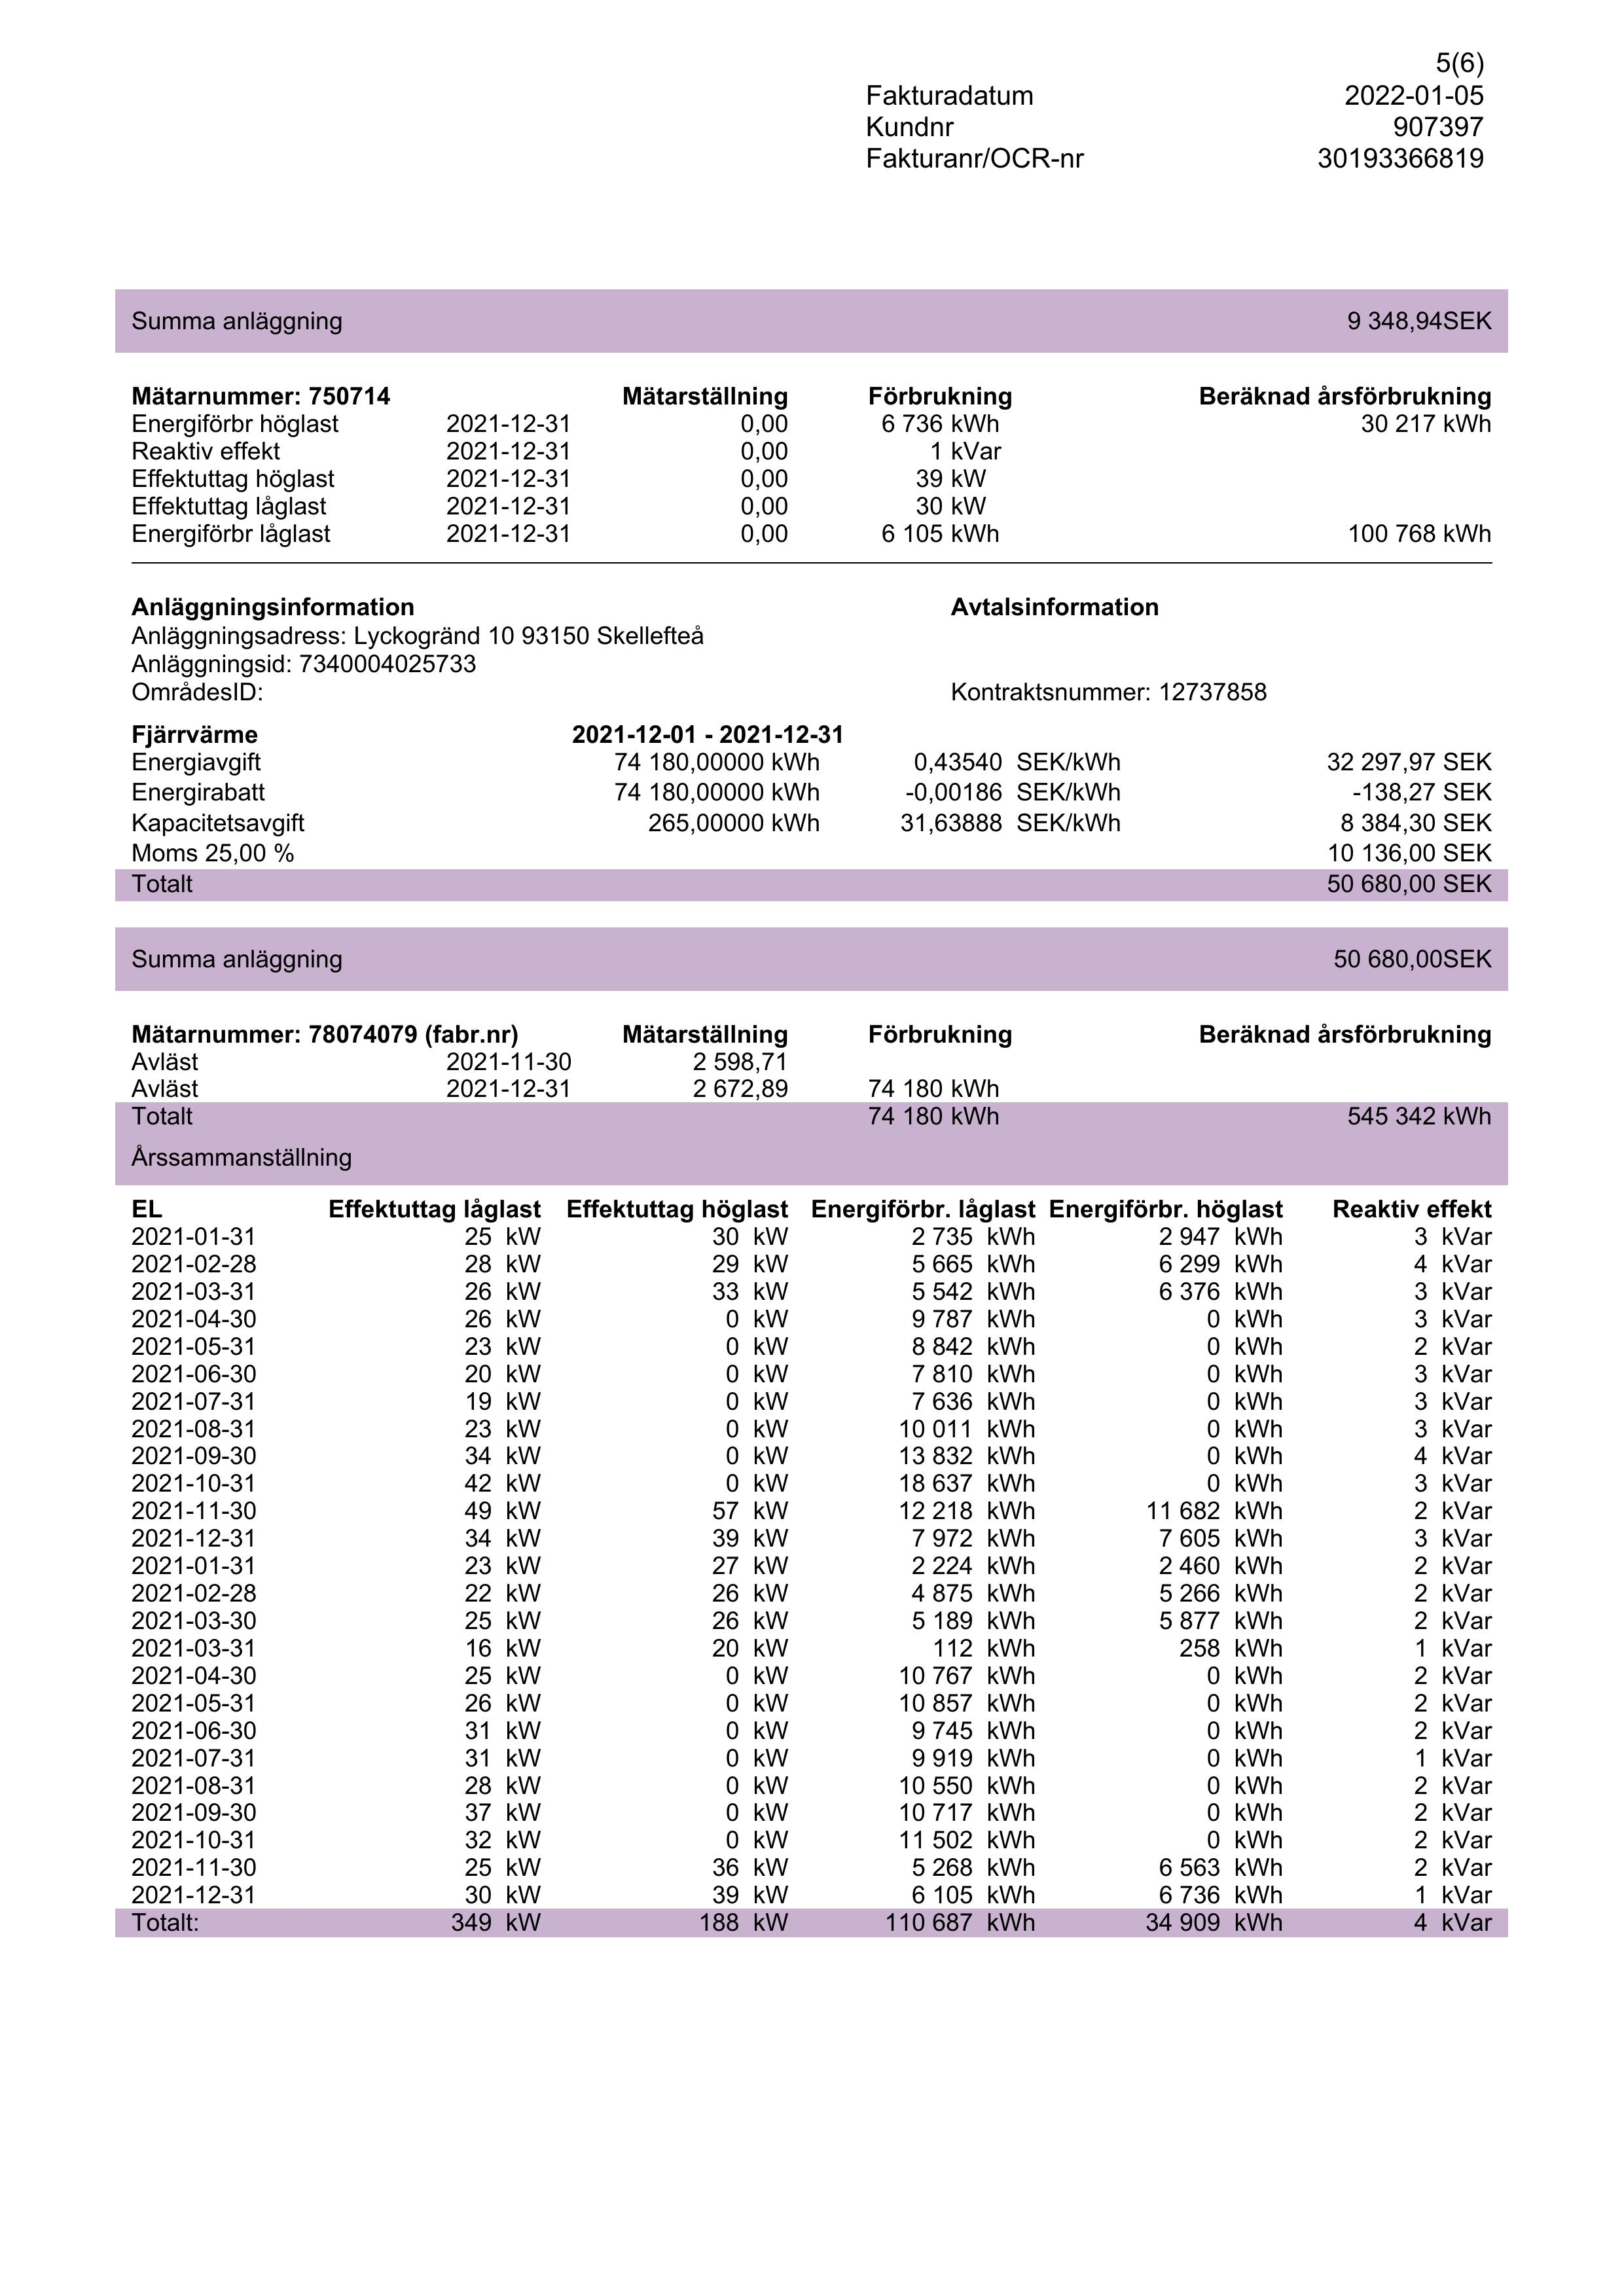 5(6)
Fakturadatum 2022-01-05
Kundnr 907397
Fakturanr/OCR-nr 30193366819
Summa anläggning 9 348,94SEK
Mätarnummer: 750714 Mätarställning Förbrukning Beräknad årsförbrukning
Energiförbr höglast 2021-12-31 0,00 6 736 kWh 30 217 kWh
Reaktiv effekt 2021-12-31 0,00 1 kVar
Effektuttag höglast 2021-12-31 0,00 39 kW
Effektuttag låglast 2021-12-31 0,00 30 kW
Energiförbr låglast 2021-12-31 0,00 6 105 kWh 100 768 kWh
Anläggningsinformation Avtalsinformation
Anläggningsadress: Lyckogränd 10 93150 Skellefteå
Anläggningsid: 7340004025733
OmrådesID: Kontraktsnummer: 12737858
Fjärrvärme 2021-12-01 - 2021-12-31
Energiavgift 74 180,00000 kWh 0,43540 SEK/kWh 32 297,97 SEK
Energirabatt 74 180,00000 kWh -0,00186 SEK/kWh -138,27 SEK
Kapacitetsavgift 265,00000 kWh 31,63888 SEK/kWh 8 384,30 SEK
Moms 25,00 % 10 136,00 SEK
Totalt 50 680,00 SEK
Summa anläggning 50 680,00SEK
Mätarnummer: 78074079 (fabr.nr) Mätarställning Förbrukning Beräknad årsförbrukning
Avläst 2021-11-30 2 598,71
Avläst 2021-12-31 2 672,89 74 180 kWh
Totalt 74 180 kWh 545 342 kWh
Årssammanställning
EL Effektuttag låglast Effektuttag höglast Energiförbr. låglast Energiförbr. höglast Reaktiv effekt
2021-01-31 25 kW 30 kW 2 735 kWh 2 947 kWh 3 kVar
2021-02-28 28 kW 29 kW 5 665 kWh 6 299 kWh 4 kVar
2021-03-31 26 kW 33 kW 5 542 kWh 6 376 kWh 3 kVar
2021-04-30 26 kW 0 kW 9 787 kWh 0 kWh 3 kVar
2021-05-31 23 kW 0 kW 8 842 kWh 0 kWh 2 kVar
2021-06-30 20 kW 0 kW 7 810 kWh 0 kWh 3 kVar
2021-07-31 19 kW 0 kW 7 636 kWh 0 kWh 3 kVar
2021-08-31 23 kW 0 kW 10 011 kWh 0 kWh 3 kVar
2021-09-30 34 kW 0 kW 13 832 kWh 0 kWh 4 kVar
2021-10-31 42 kW 0 kW 18 637 kWh 0 kWh 3 kVar
2021-11-30 49 kW 57 kW 12 218 kWh 11 682 kWh 2 kVar
2021-12-31 34 kW 39 kW 7 972 kWh 7 605 kWh 3 kVar
2021-01-31 23 kW 27 kW 2 224 kWh 2 460 kWh 2 kVar
2021-02-28 22 kW 26 kW 4 875 kWh 5 266 kWh 2 kVar
2021-03-30 25 kW 26 kW 5 189 kWh 5 877 kWh 2 kVar
2021-03-31 16 kW 20 kW 112 kWh 258 kWh 1 kVar
2021-04-30 25 kW 0 kW 10 767 kWh 0 kWh 2 kVar
2021-05-31 26 kW 0 kW 10 857 kWh 0 kWh 2 kVar
2021-06-30 31 kW 0 kW 9 745 kWh 0 kWh 2 kVar
2021-07-31 31 kW 0 kW 9 919 kWh 0 kWh 1 kVar
2021-08-31 28 kW 0 kW 10 550 kWh 0 kWh 2 kVar
2021-09-30 37 kW 0 kW 10 717 kWh 0 kWh 2 kVar
2021-10-31 32 kW 0 kW 11 502 kWh 0 kWh 2 kVar
2021-11-30 25 kW 36 kW 5 268 kWh 6 563 kWh 2 kVar
2021-12-31 30 kW 39 kW 6 105 kWh 6 736 kWh 1 kVar
Totalt: 349 kW 188 kW 110 687 kWh 34 909 kWh 4 kVar